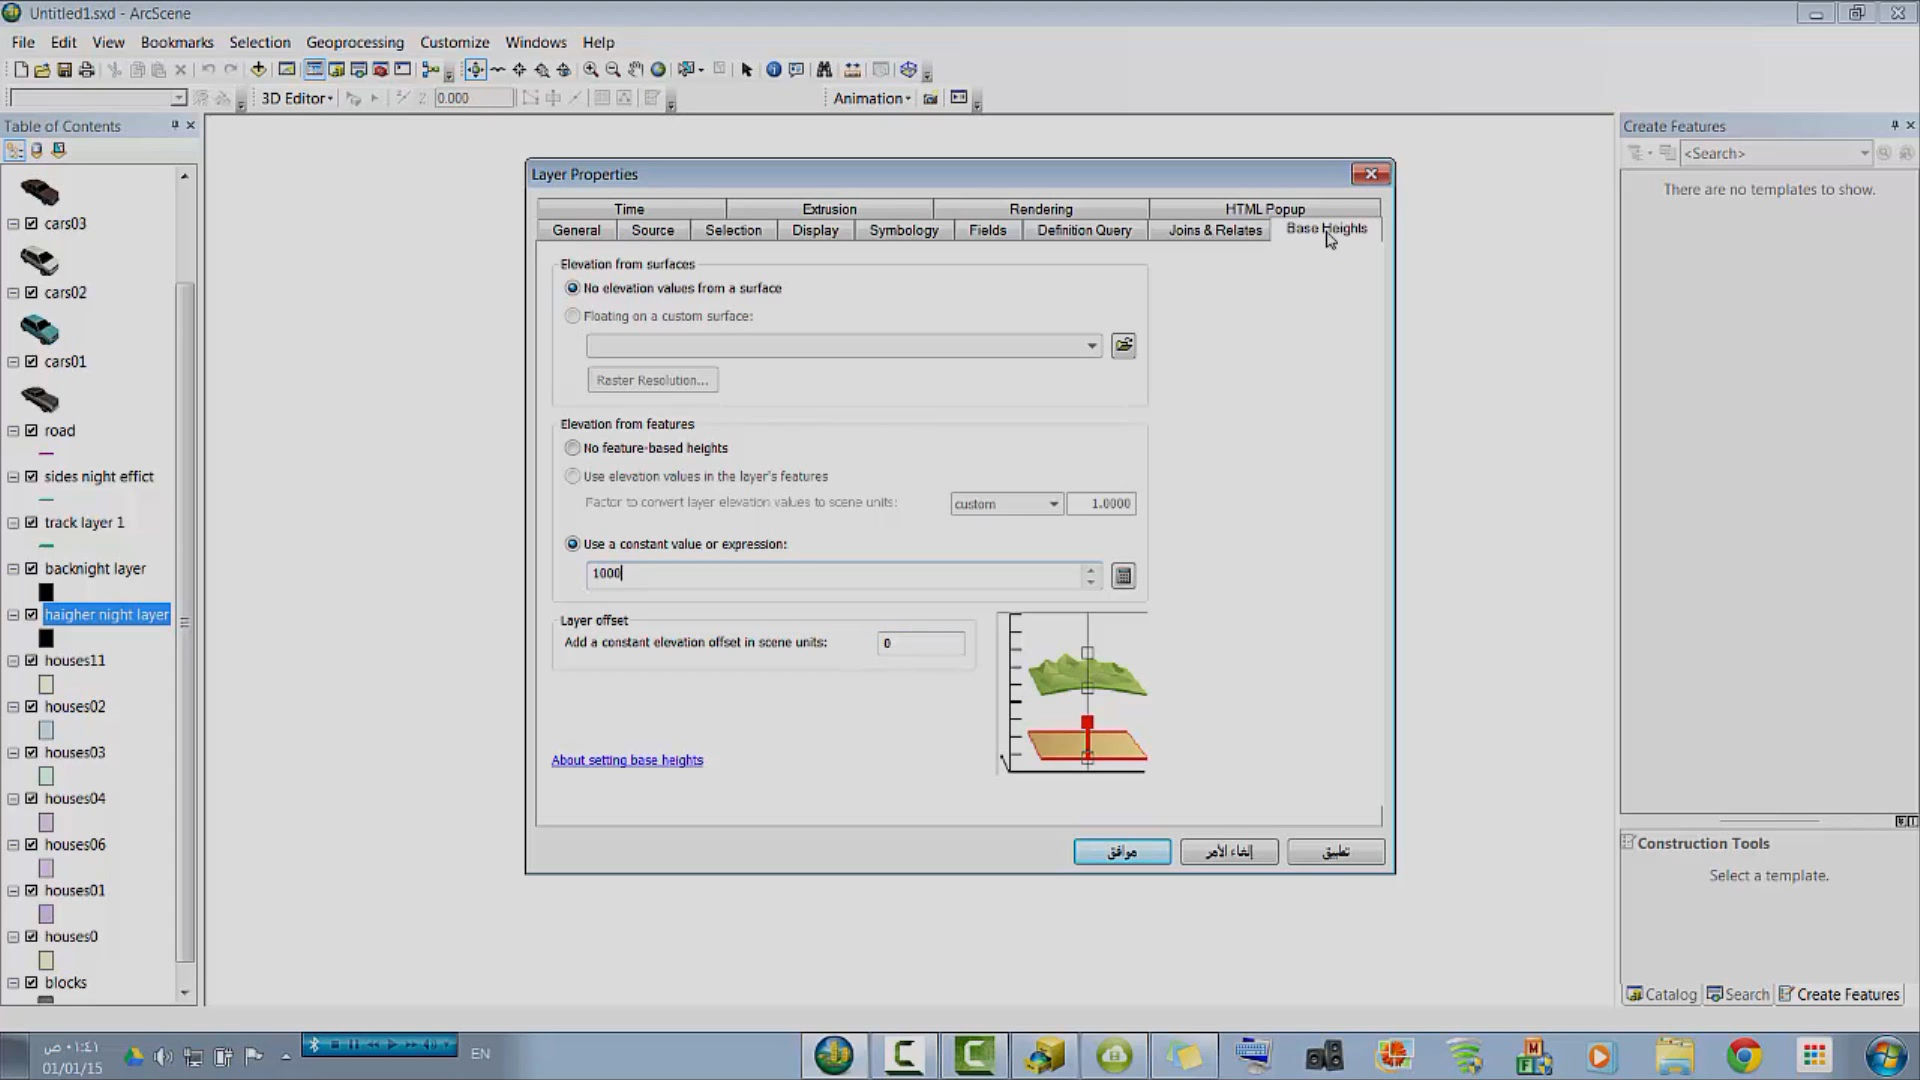 Untitled1.sxd - ArcScene
File Edit View Bookmarks Selection Geoprocessing Customize Windows Help
3D Editor Z: 0.000 Animation
Table of Contents
cars03
cars02
cars01
road
sides night effict
track layer 1
backnight layer
haigher night layer
houses11
houses02
houses03
houses04
houses06
houses01
houses0
blocks
Layer Properties
Time Extrusion Rendering HTML Popup
General Source Selection Display Symbology Fields Definition Query Joins & Relates Base Heights
Elevation from surfaces
No elevation values from a surface
Floating on a custom surface:
Raster Resolution...
Elevation from features
No feature-based heights
Use elevation values in the layer's features
Factor to convert layer elevation values to scene units: custom 1.0000
Use a constant value or expression:
1000
Layer offset
Add a constant elevation offset in scene units: 0
About setting base heights
موافق إلغاء الأمر تطبيق
Create Features
<Search>
There are no templates to show.
Construction Tools
Select a template.
Catalog Search Create Features
EN
٠١:٤١ ص
01/01/15